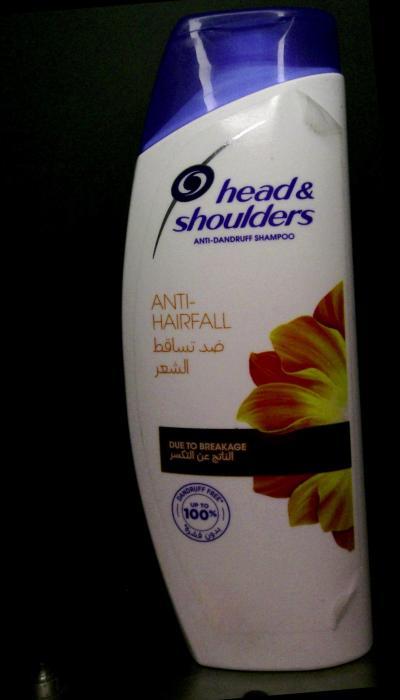 head &
shoulders
ANTI-DANDRUFF SHAMPOO
ANTI-
HAIRFALL
ضد تساقط
الشعر
DUE TO BREAKAGE
الناتج عن التكسر
DANDRUFF FREE*
UP TO
100%
بدون قشرة*